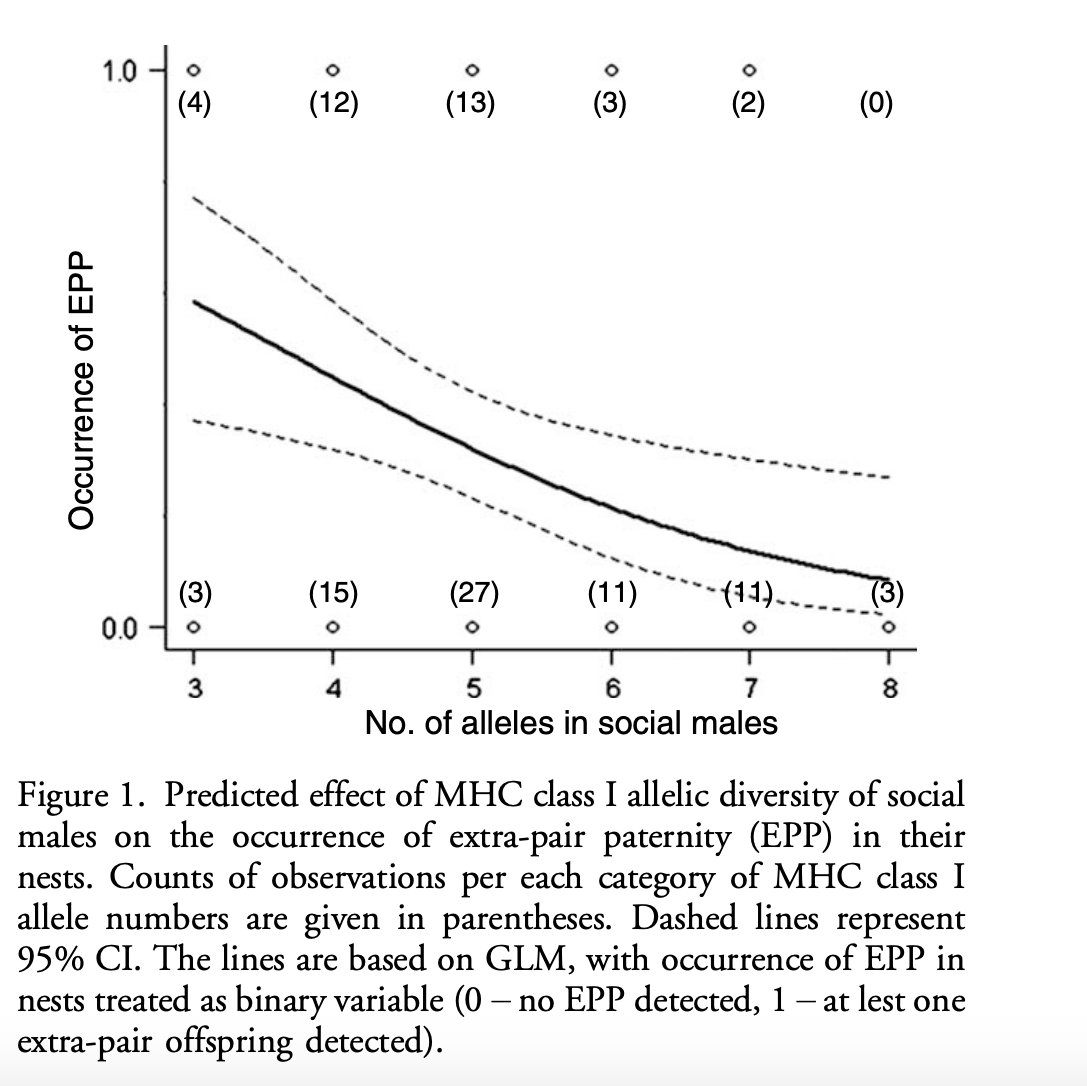 1.0
(4) (12) (13) (3) (2) (0)
Occurrence of EPP
(3) (15) (27) (11) (11) (3)
0.0
3 4 5 6 7 8
No. of alleles in social males
Figure 1. Predicted effect of MHC class I allelic diversity of social
males on the occurrence of extra-pair paternity (EPP) in their
nests. Counts of observations per each category of MHC class I
allele numbers are given in parentheses. Dashed lines represent
95% CI. The lines are based on GLM, with occurrence of EPP in
nests treated as binary variable (0 – no EPP detected, 1 – at lest one
extra-pair offspring detected).